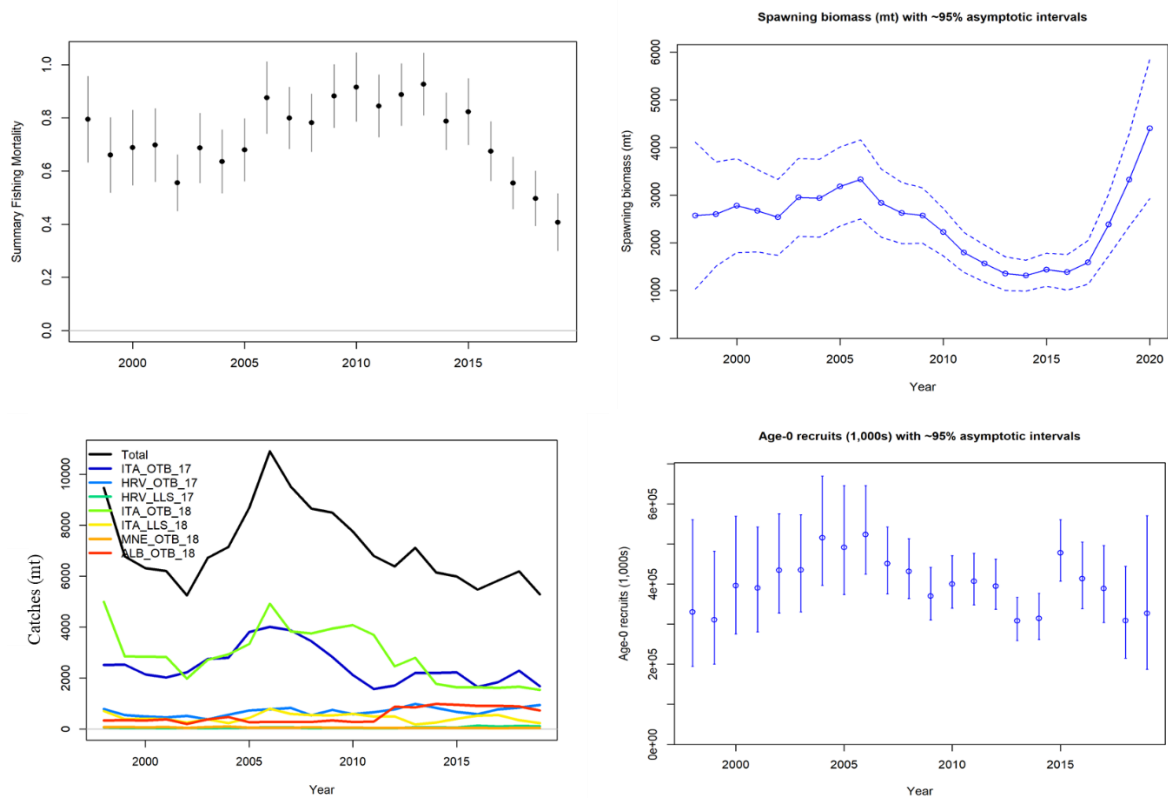 Summary Fishing Mortality
1.0
0.8
0.6
0.4
0.2
0.0
2000 2005 2010 2015
Spawning biomass (mt) with ~95% asymptotic intervals
Spawning biomass (mt)
6000
5000
4000
3000
2000
1000
0
2000 2005 2010 2015 2020
Year
Catches (mt)
10000
8000
6000
4000
2000
0
Total
ITA_OTB_17
HRV_OTB_17
HRV_LLS_17
ITA_OTB_18
ITA_LLS_18
MNE_OTB_18
ALB_OTB_18
2000 2005 2010 2015
Year
Age-0 recruits (1,000s) with ~95% asymptotic intervals
Age-0 recruits (1,000s)
6e+05
4e+05
2e+05
0e+00
2000 2005 2010 2015
Year